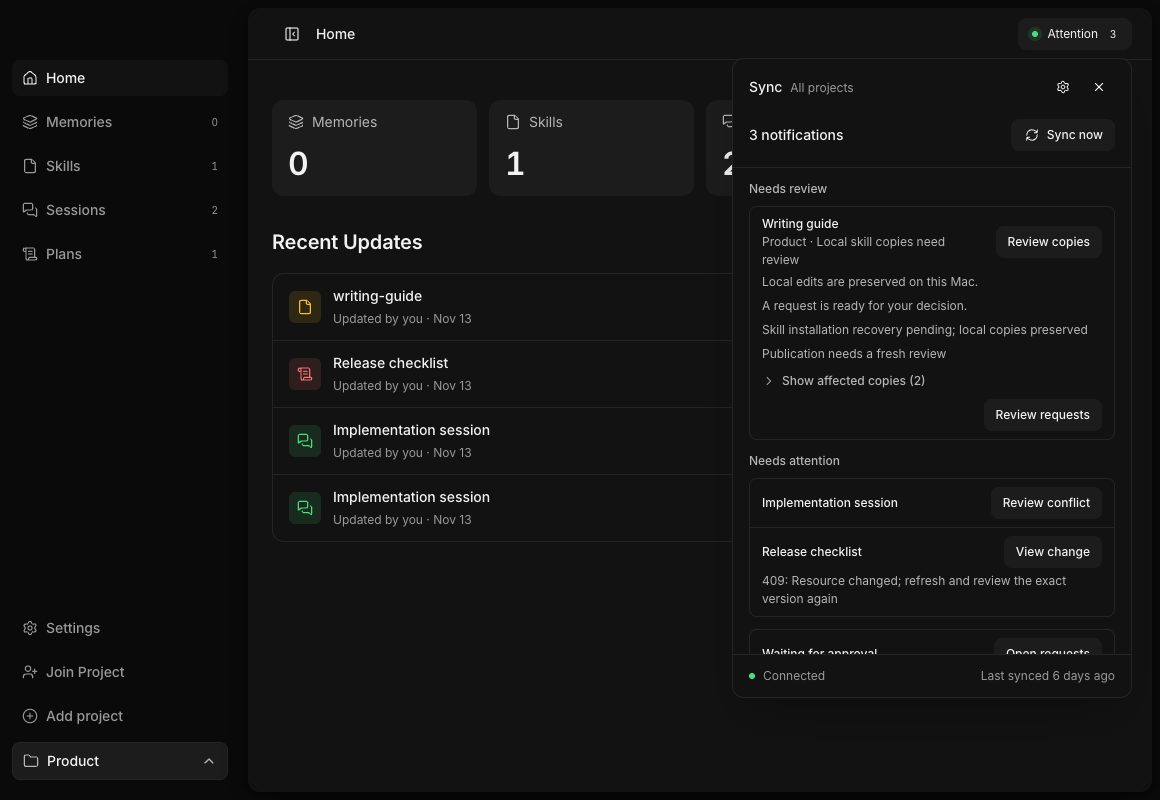 Home
Memories 0
Skills 1
Sessions 2
Plans 1
Settings
Join Project
Add project
Product
Home
Attention 3
Memories
0
Skills
1
2
Recent Updates
writing-guide
Updated by you · Nov 13
Release checklist
Updated by you · Nov 13
Implementation session
Updated by you · Nov 13
Implementation session
Updated by you · Nov 13
Sync All projects
3 notifications
Sync now
Needs review
Writing guide
Product · Local skill copies need
review
Review copies
Local edits are preserved on this Mac.
A request is ready for your decision.
Skill installation recovery pending; local copies preserved
Publication needs a fresh review
Show affected copies (2)
Review requests
Needs attention
Implementation session
Review conflict
Release checklist
View change
409: Resource changed; refresh and review the exact
version again
Waiting for approval
Open requests
Connected
Last synced 6 days ago